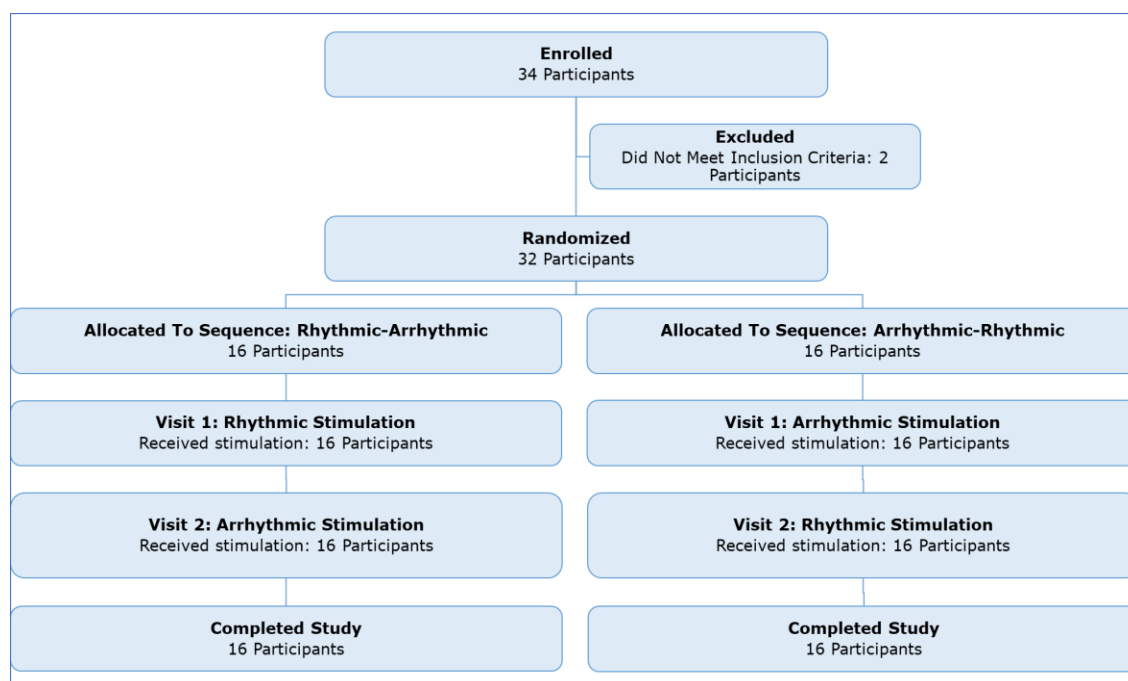 Enrolled
34 Participants
Excluded
Did Not Meet Inclusion Criteria: 2
Participants
Randomized
32 Participants
Allocated To Sequence: Rhythmic-Arrhythmic
16 Participants
Allocated To Sequence: Arrhythmic-Rhythmic
16 Participants
Visit 1: Rhythmic Stimulation
Received stimulation: 16 Participants
Visit 1: Arrhythmic Stimulation
Received stimulation: 16 Participants
Visit 2: Arrhythmic Stimulation
Received stimulation: 16 Participants
Visit 2: Rhythmic Stimulation
Received stimulation: 16 Participants
Completed Study
16 Participants
Completed Study
16 Participants